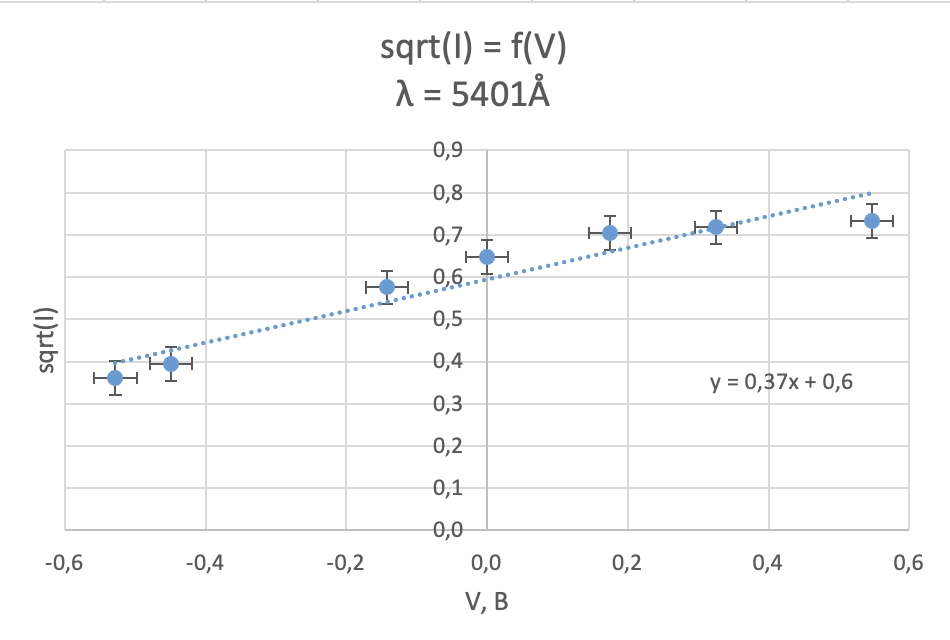 sqrt(I) = f(V)
λ = 5401Å
0,9
0,8
0,7
0,6
0,5
0,4
0,3
0,2
0,1
0,0
sqrt(I)
y = 0,37x + 0,6
-0,6 -0,4 -0,2 0,0 0,2 0,4 0,6
V, B